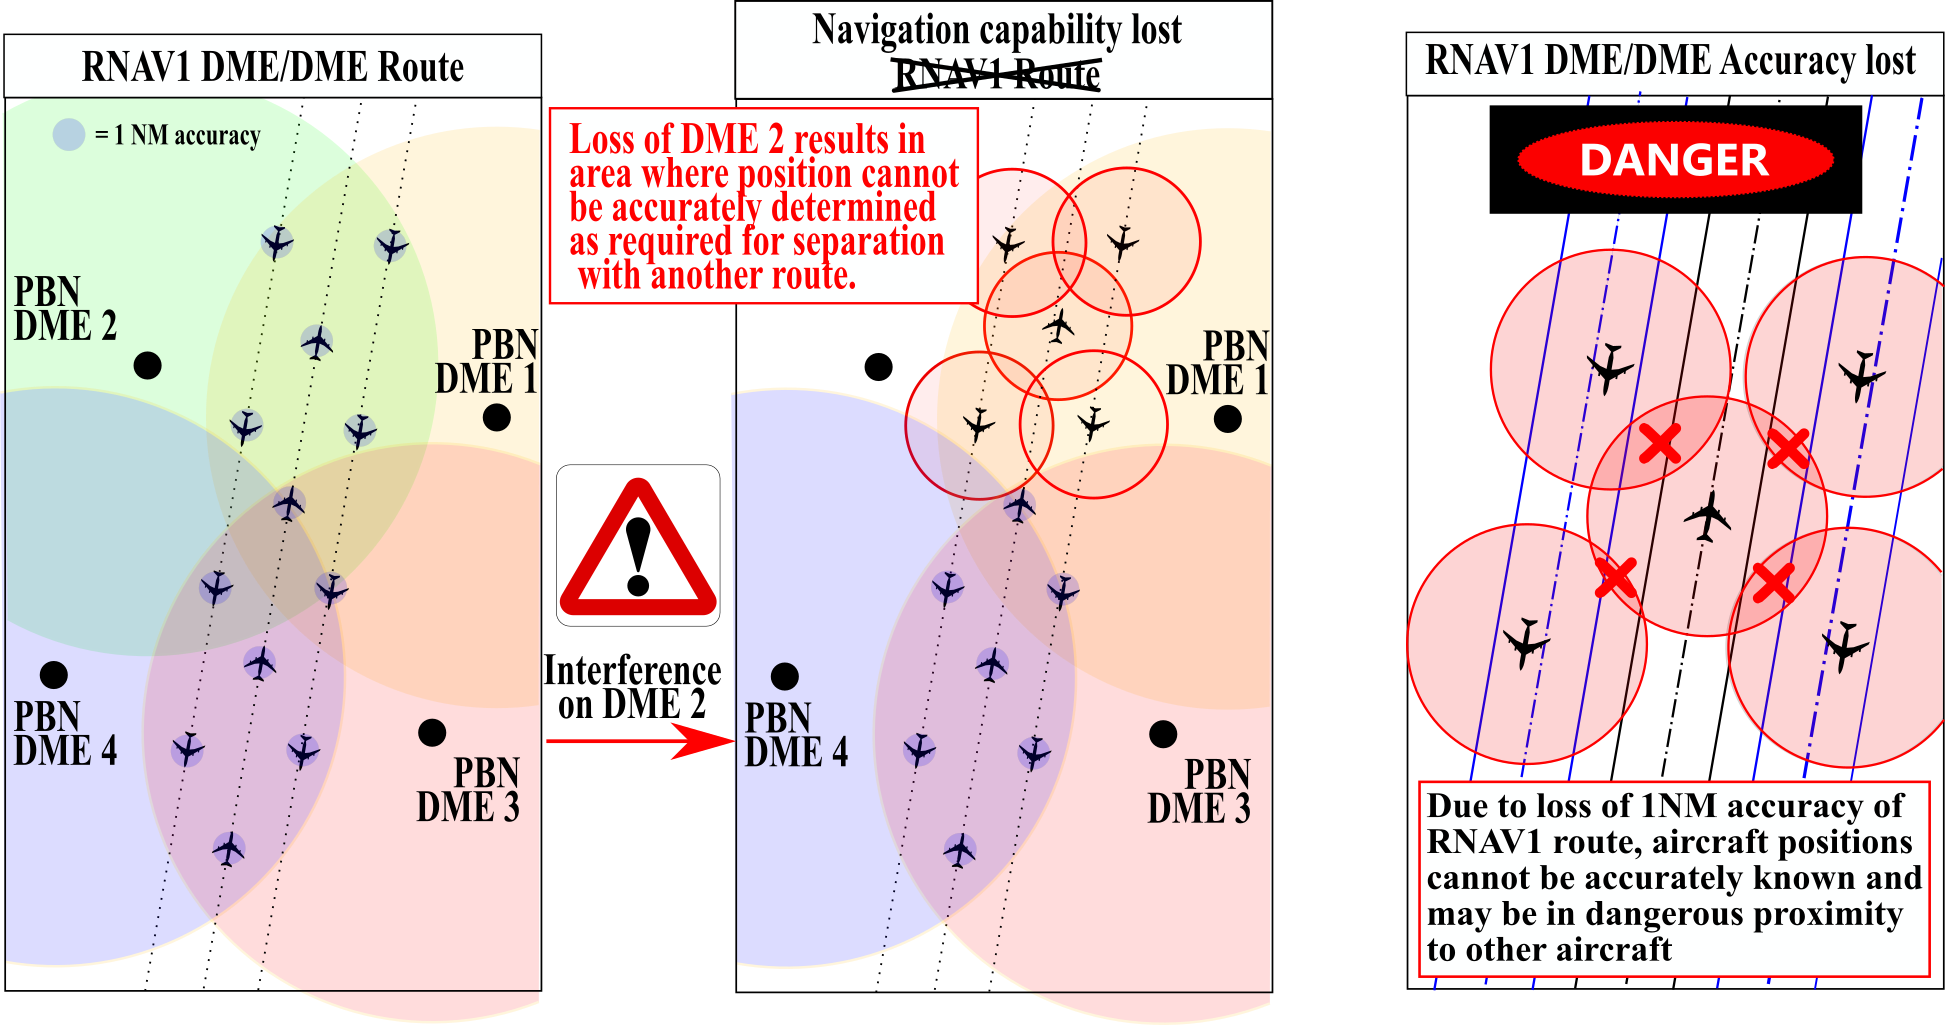 RNAV1 DME/DME Route
= 1 NM accuracy
PBN
DME 2
PBN
DME 1
PBN
DME 4
PBN
DME 3
Interference
on DME 2
Navigation capability lost
RNAV1 Route
Loss of DME 2 results in
area where position cannot
be accurately determined
as required for separation
with another route.
PBN
DME 1
PBN
DME 4
PBN
DME 3
RNAV1 DME/DME Accuracy lost
DANGER
Due to loss of 1NM accuracy of
RNAV1 route, aircraft positions
cannot be accurately known and
may be in dangerous proximity
to other aircraft